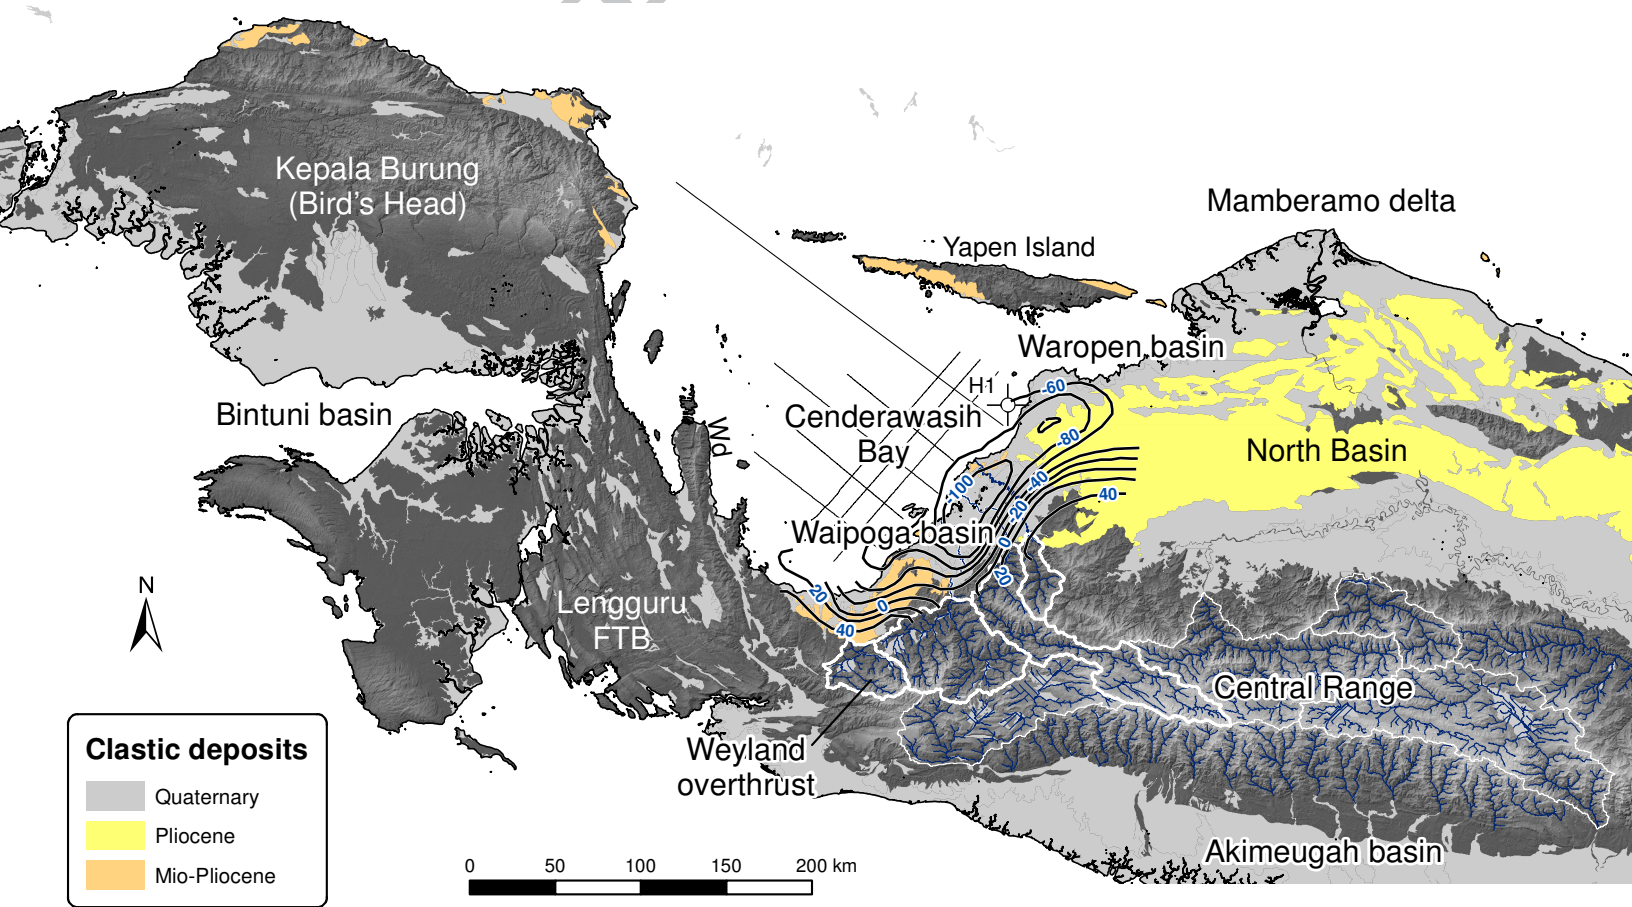 Kepala Burung
(Bird's Head)
Mamberamo delta
Yapen Island
Waropen basin
H1
-60
Cenderawasih
Bay
-80
Bintuni basin
Wd
North Basin
-100
-40
40
-20
Waipoga basin
0
20
20
0
40
N
Lengguru
FTB
Central Range
Weyland
overthrust
Akimeugah basin
Clastic deposits
Quaternary
Pliocene
Mio-Pliocene
0 50 100 150 200 km